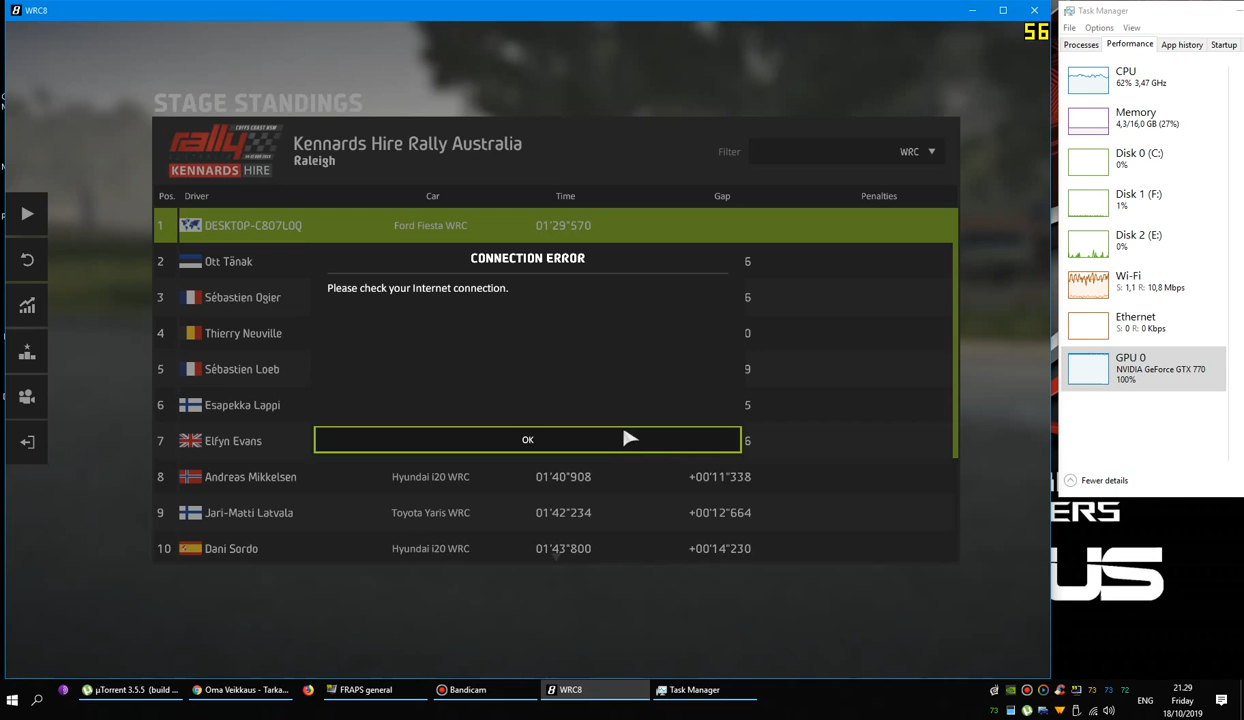 WRC8
56
STAGE STANDINGS
rally
KENNARDS HIRE
Kennards Hire Rally Australia
Raleigh
Filter WRC
Pos. Driver Car Time Gap Penalties
1 DESKTOP-C807LOQ Ford Fiesta WRC 01'29"570
2 Ott Tänak 6
3 Sébastien Ogier 6
4 Thierry Neuville 0
5 Sébastien Loeb 9
6 Esapekka Lappi 5
7 Elfyn Evans 6
8 Andreas Mikkelsen Hyundai i20 WRC 01'40"908 +00'11"338
9 Jari-Matti Latvala Toyota Yaris WRC 01'42"234 +00'12"664
10 Dani Sordo Hyundai i20 WRC 01'43"800 +00'14"230
CONNECTION ERROR
Please check your Internet connection.
OK
Task Manager
File Options View
Processes Performance App history Startup
CPU
62% 3,47 GHz
Memory
4,3/16,0 GB (27%)
Disk 0 (C:)
0%
Disk 1 (F:)
1%
Disk 2 (E:)
0%
Wi-Fi
S: 1,1 R: 10,8 Mbps
Ethernet
S: 0 R: 0 Kbps
GPU 0
NVIDIA GeForce GTX 770
100%
Fewer details
ERS
US
µTorrent 3.5.5 (build ...
Oma Veikkaus - Tarka...
FRAPS general
Bandicam
WRC8
Task Manager
73 73 72
73
ENG
21.29
Friday
18/10/2019